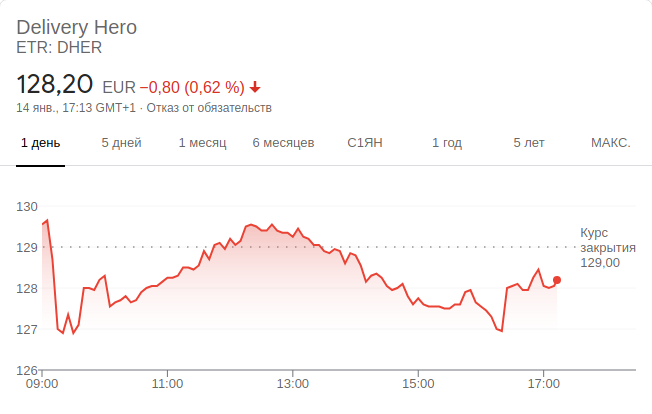 Delivery Hero
ETR: DHER
128,20 EUR −0,80 (0,62 %)
14 янв., 17:13 GMT+1 · Отказ от обязательств
1 день 5 дней 1 месяц 6 месяцев С1ЯН 1 год 5 лет МАКС.
130
129
128
127
126
Курс
закрытия
129,00
09:00 11:00 13:00 15:00 17:00